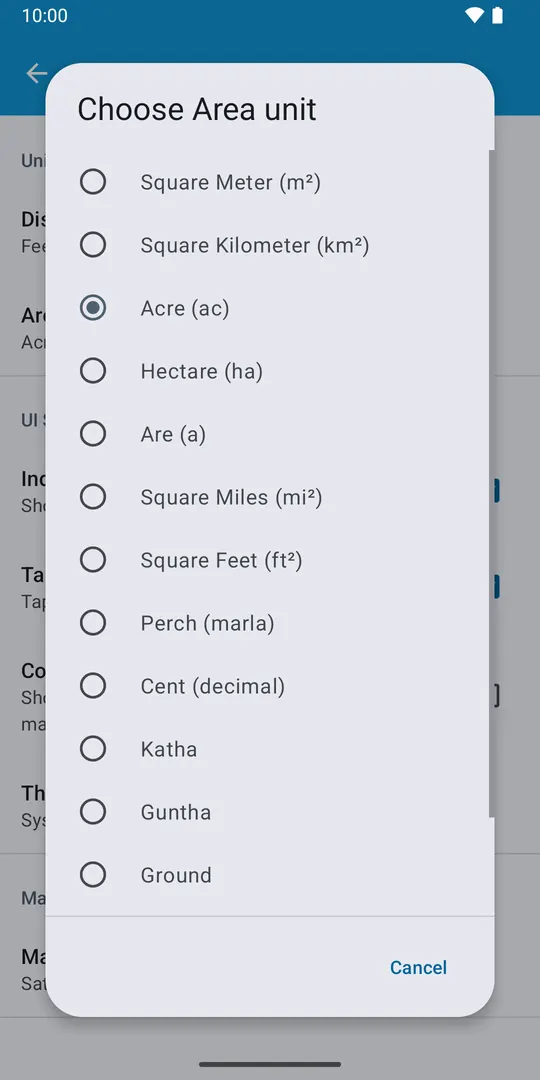 10:00
Choose Area unit
Square Meter (m²)
Square Kilometer (km²)
Acre (ac)
Hectare (ha)
Are (a)
Square Miles (mi²)
Square Feet (ft²)
Perch (marla)
Cent (decimal)
Katha
Guntha
Ground
Cancel